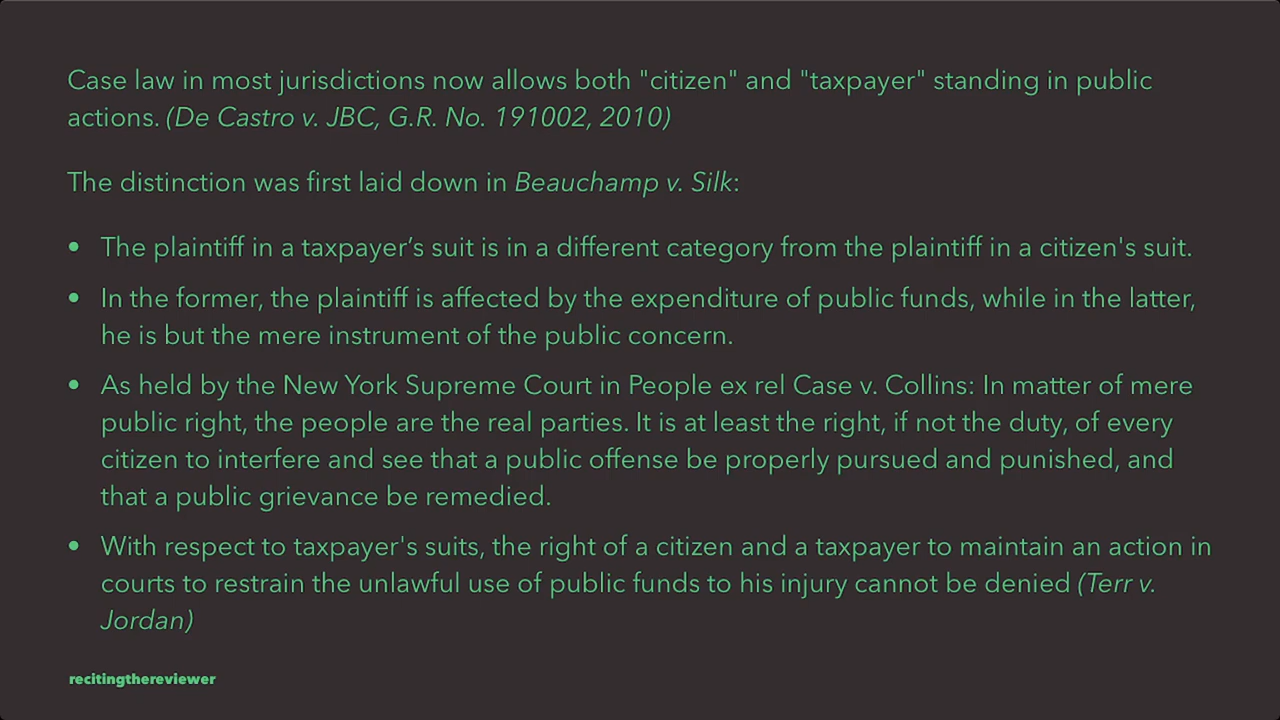 Case law in most jurisdictions now allows both "citizen" and "taxpayer" standing in public
actions. (De Castro v. JBC, G.R. No. 191002, 2010)
The distinction was first laid down in Beauchamp v. Silk:
• The plaintiff in a taxpayer’s suit is in a different category from the plaintiff in a citizen's suit.
• In the former, the plaintiff is affected by the expenditure of public funds, while in the latter,
he is but the mere instrument of the public concern.
• As held by the New York Supreme Court in People ex rel Case v. Collins: In matter of mere
public right, the people are the real parties. It is at least the right, if not the duty, of every
citizen to interfere and see that a public offense be properly pursued and punished, and
that a public grievance be remedied.
• With respect to taxpayer's suits, the right of a citizen and a taxpayer to maintain an action in
courts to restrain the unlawful use of public funds to his injury cannot be denied (Terr v.
Jordan)
recitingthereviewer